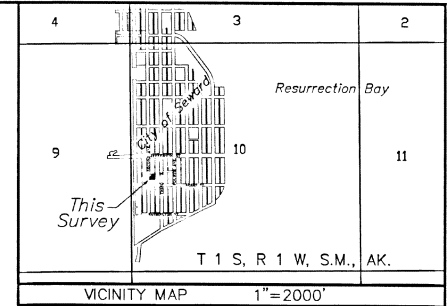 4
3
2
City of Seward
Resurrection Bay
9
10
11
This
Survey
T 1 S, R 1 W, S.M., AK.
VICINITY MAP 1"=2000'